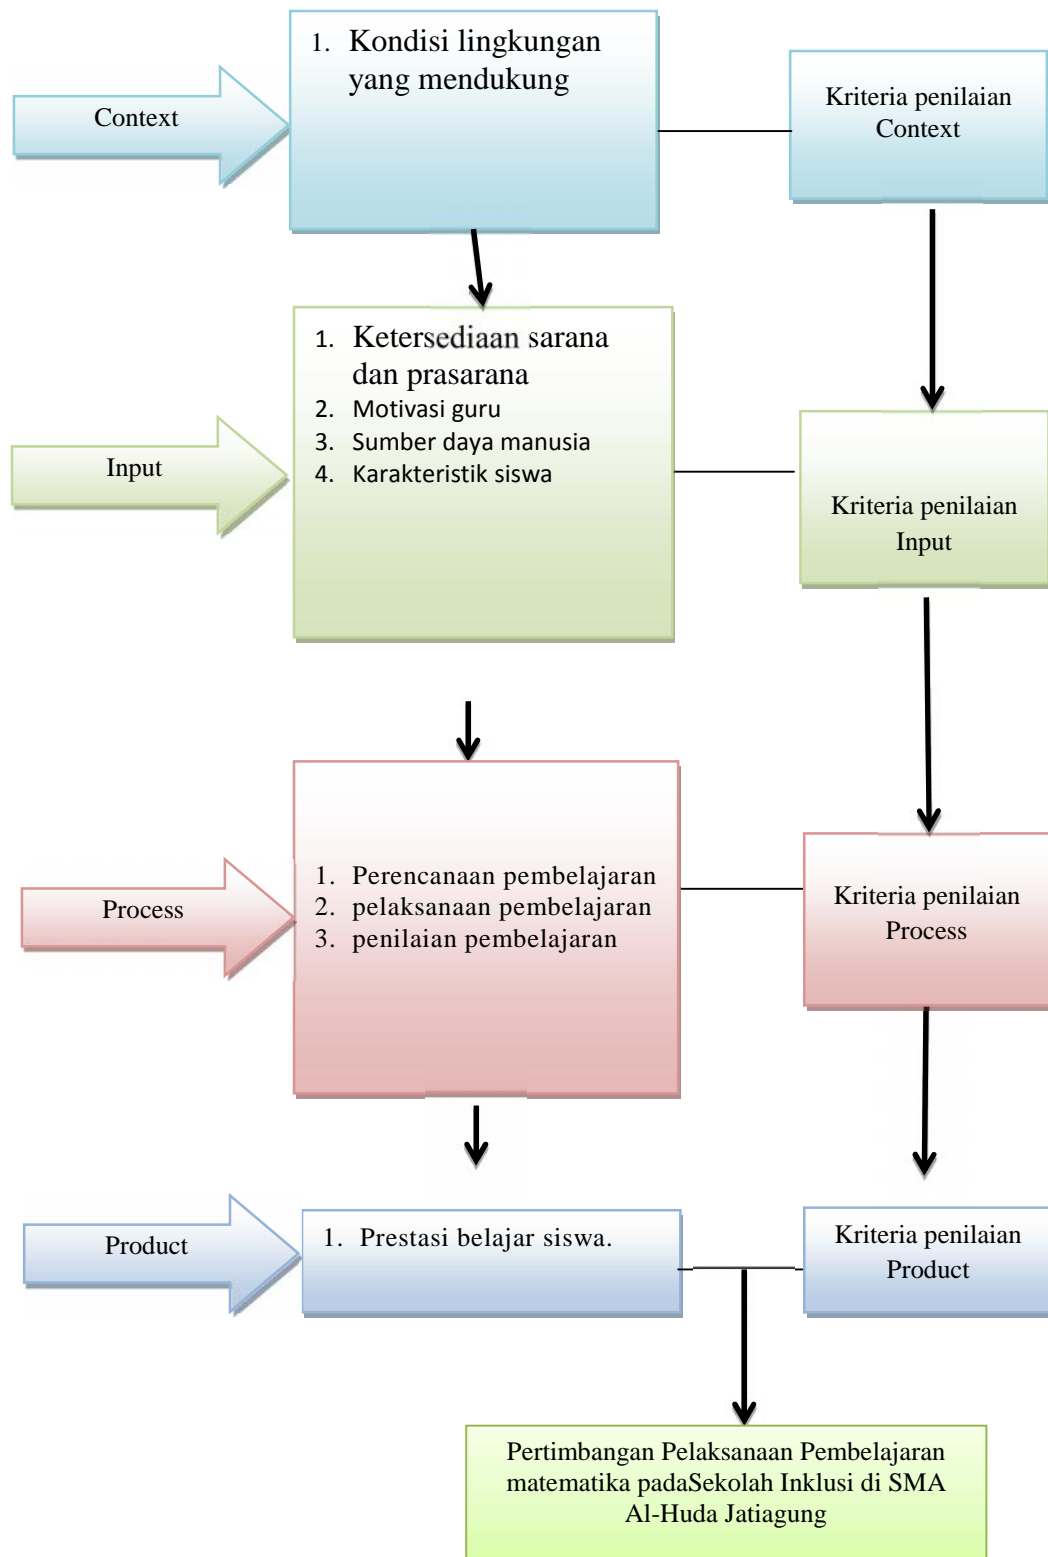 Context
1. Kondisi lingkungan
yang mendukung
Kriteria penilaian
Context
Input
1. Ketersediaan sarana
dan prasarana
2. Motivasi guru
3. Sumber daya manusia
4. Karakteristik siswa
Kriteria penilaian
Input
Process
1. Perencanaan pembelajaran
2. pelaksanaan pembelajaran
3. penilaian pembelajaran
Kriteria penilaian
Process
Product
1. Prestasi belajar siswa.
Kriteria penilaian
Product
Pertimbangan Pelaksanaan Pembelajaran
matematika padaSekolah Inklusi di SMA
Al-Huda Jatiagung